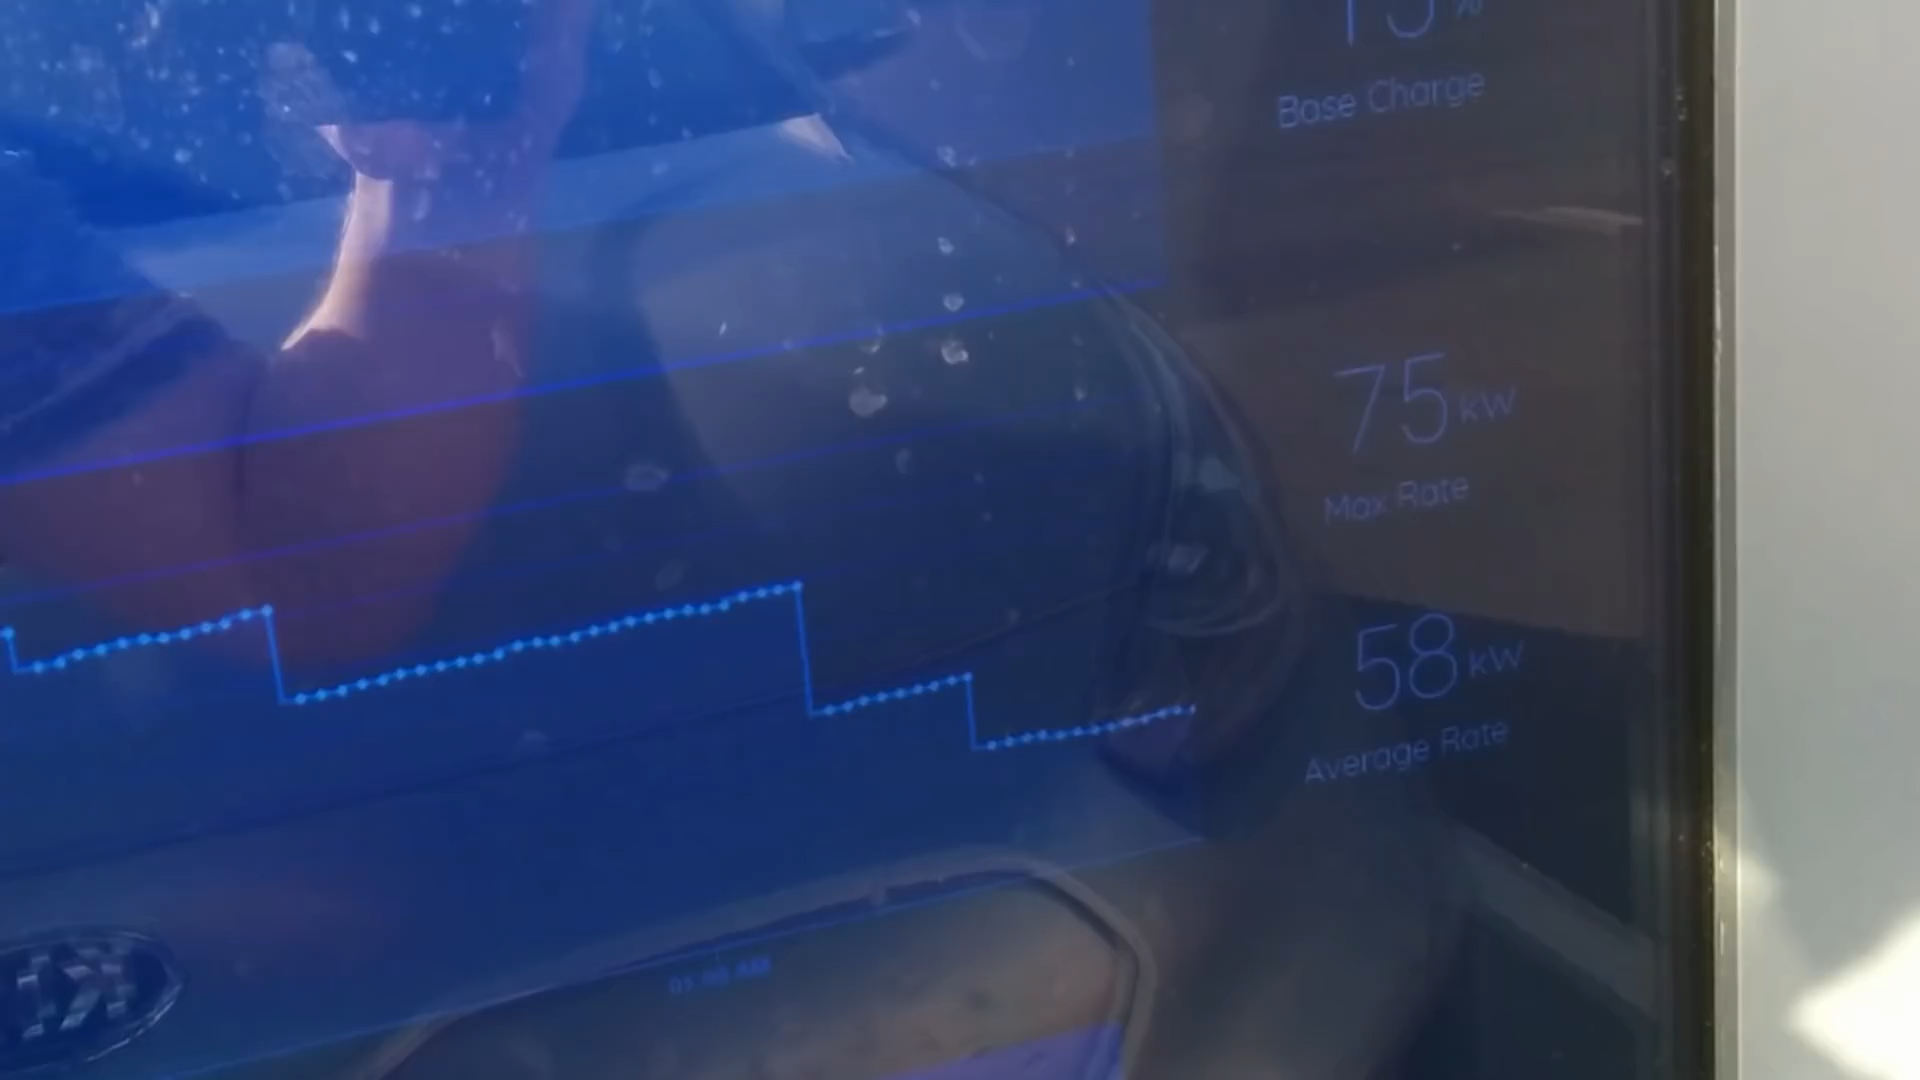 Base Charge
75 kW
Max Rate
58 kW
Average Rate